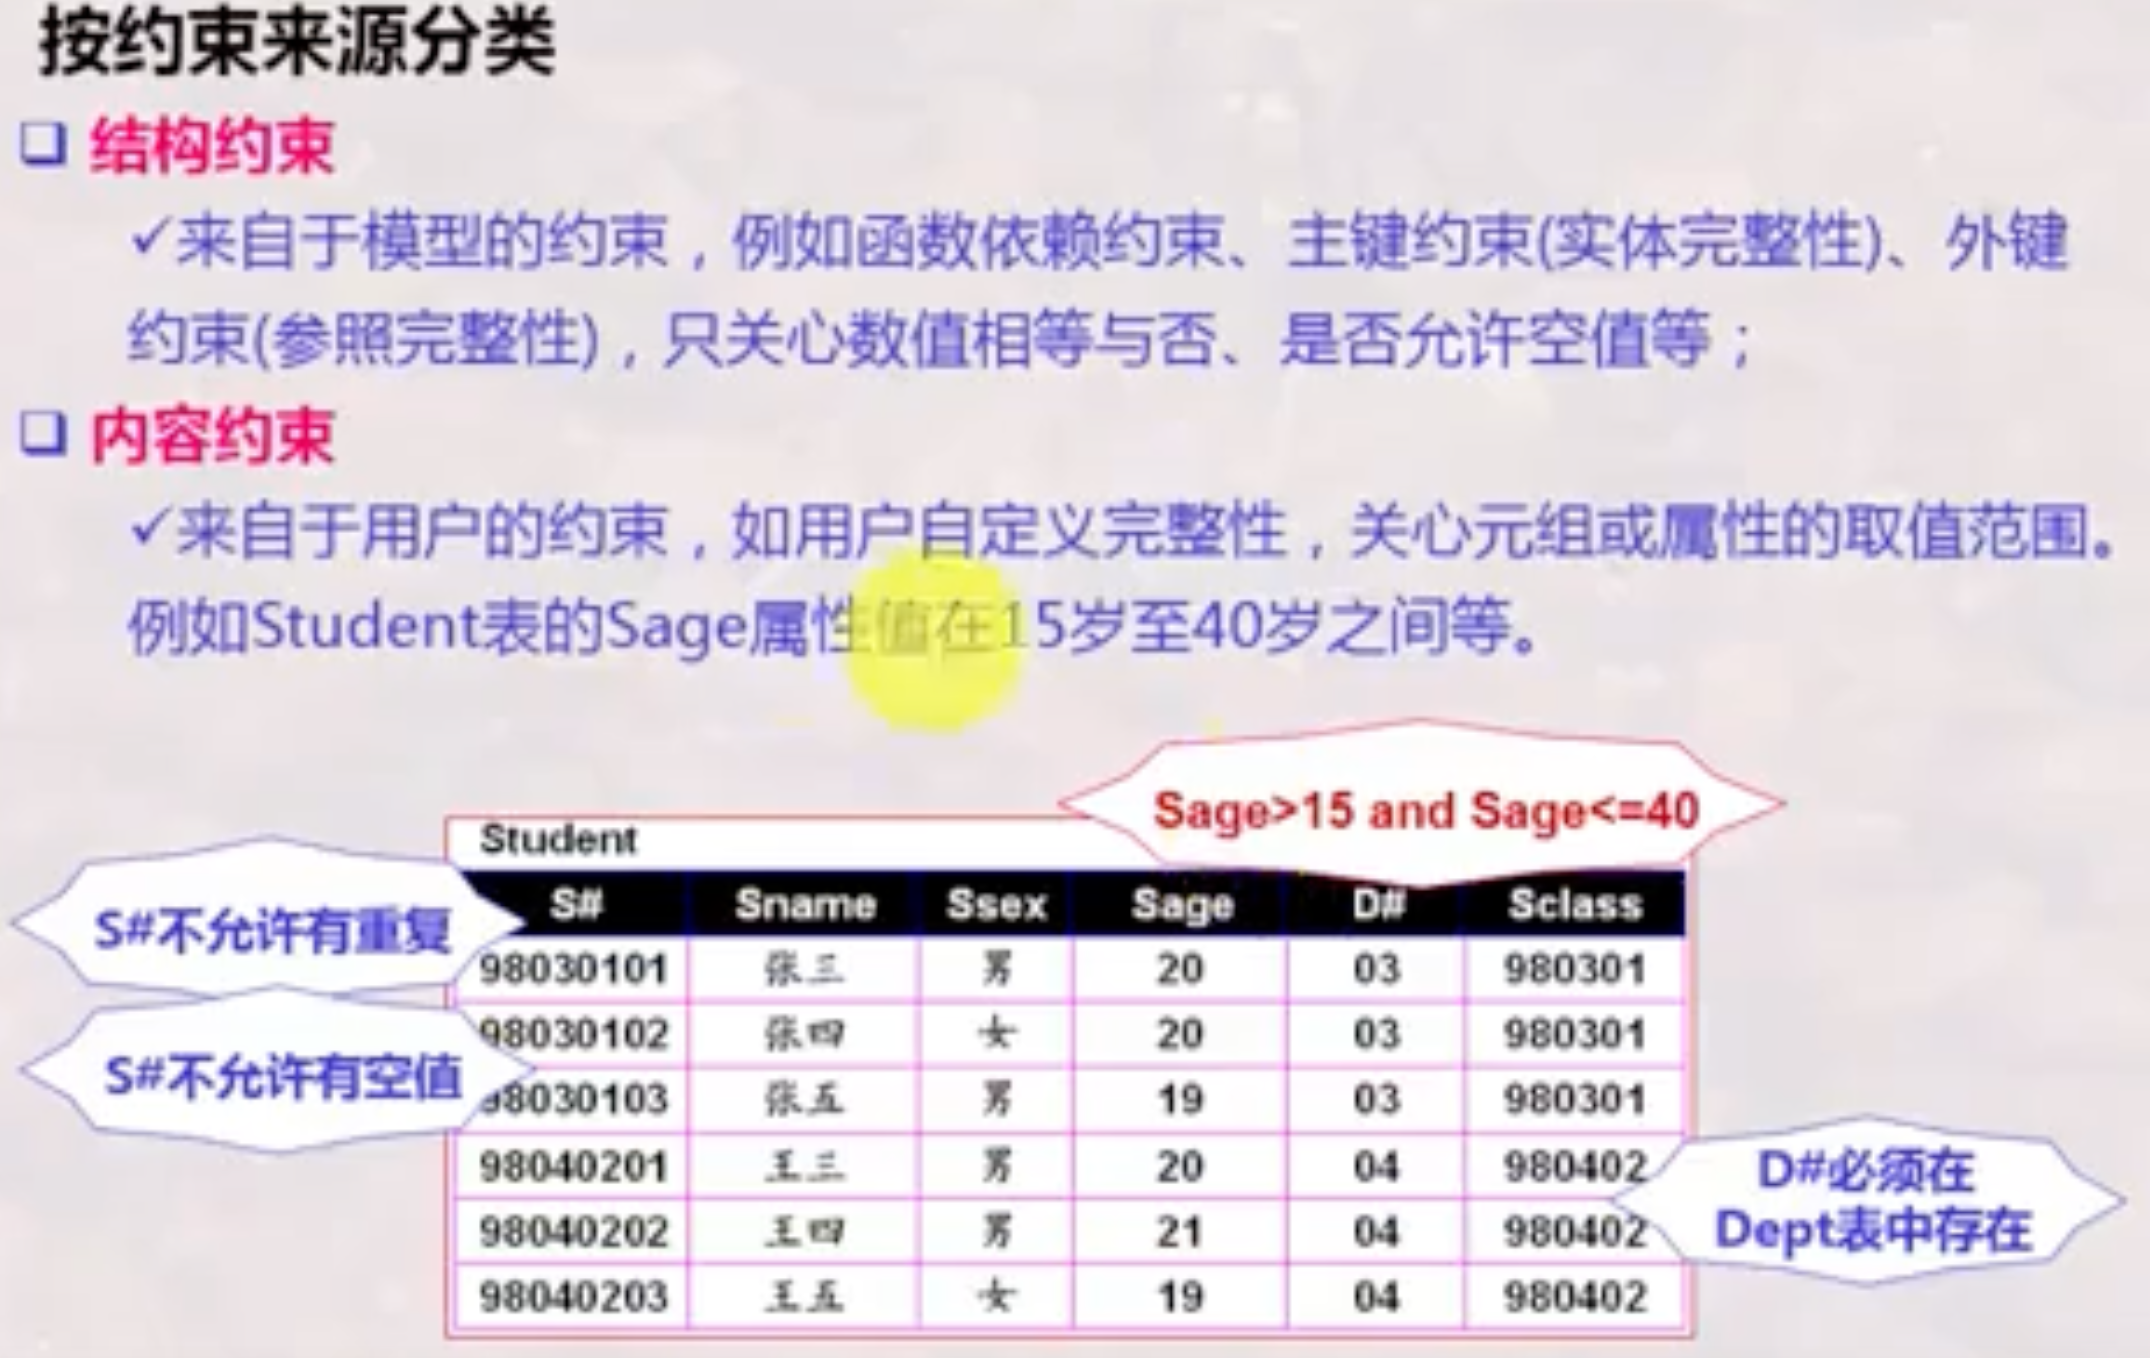 按约束来源分类
结构约束
✓来自于模型的约束，例如函数依赖约束、主键约束(实体完整性)、外键
约束(参照完整性)，只关心数值相等与否、是否允许空值等；
内容约束
✓来自于用户的约束，如用户自定义完整性，关心元组或属性的取值范围。
例如Student表的Sage属性值在15岁至40岁之间等。
Sage>15 and Sage<=40
Student
S# Sname Ssex Sage D# Sclass
98030101 张三 男 20 03 980301
98030102 张四 女 20 03 980301
98030103 张五 男 19 03 980301
98040201 王三 男 20 04 980402
98040202 王四 男 21 04 980402
98040203 王五 女 19 04 980402
S#不允许有重复
S#不允许有空值
D#必须在
Dept表中存在